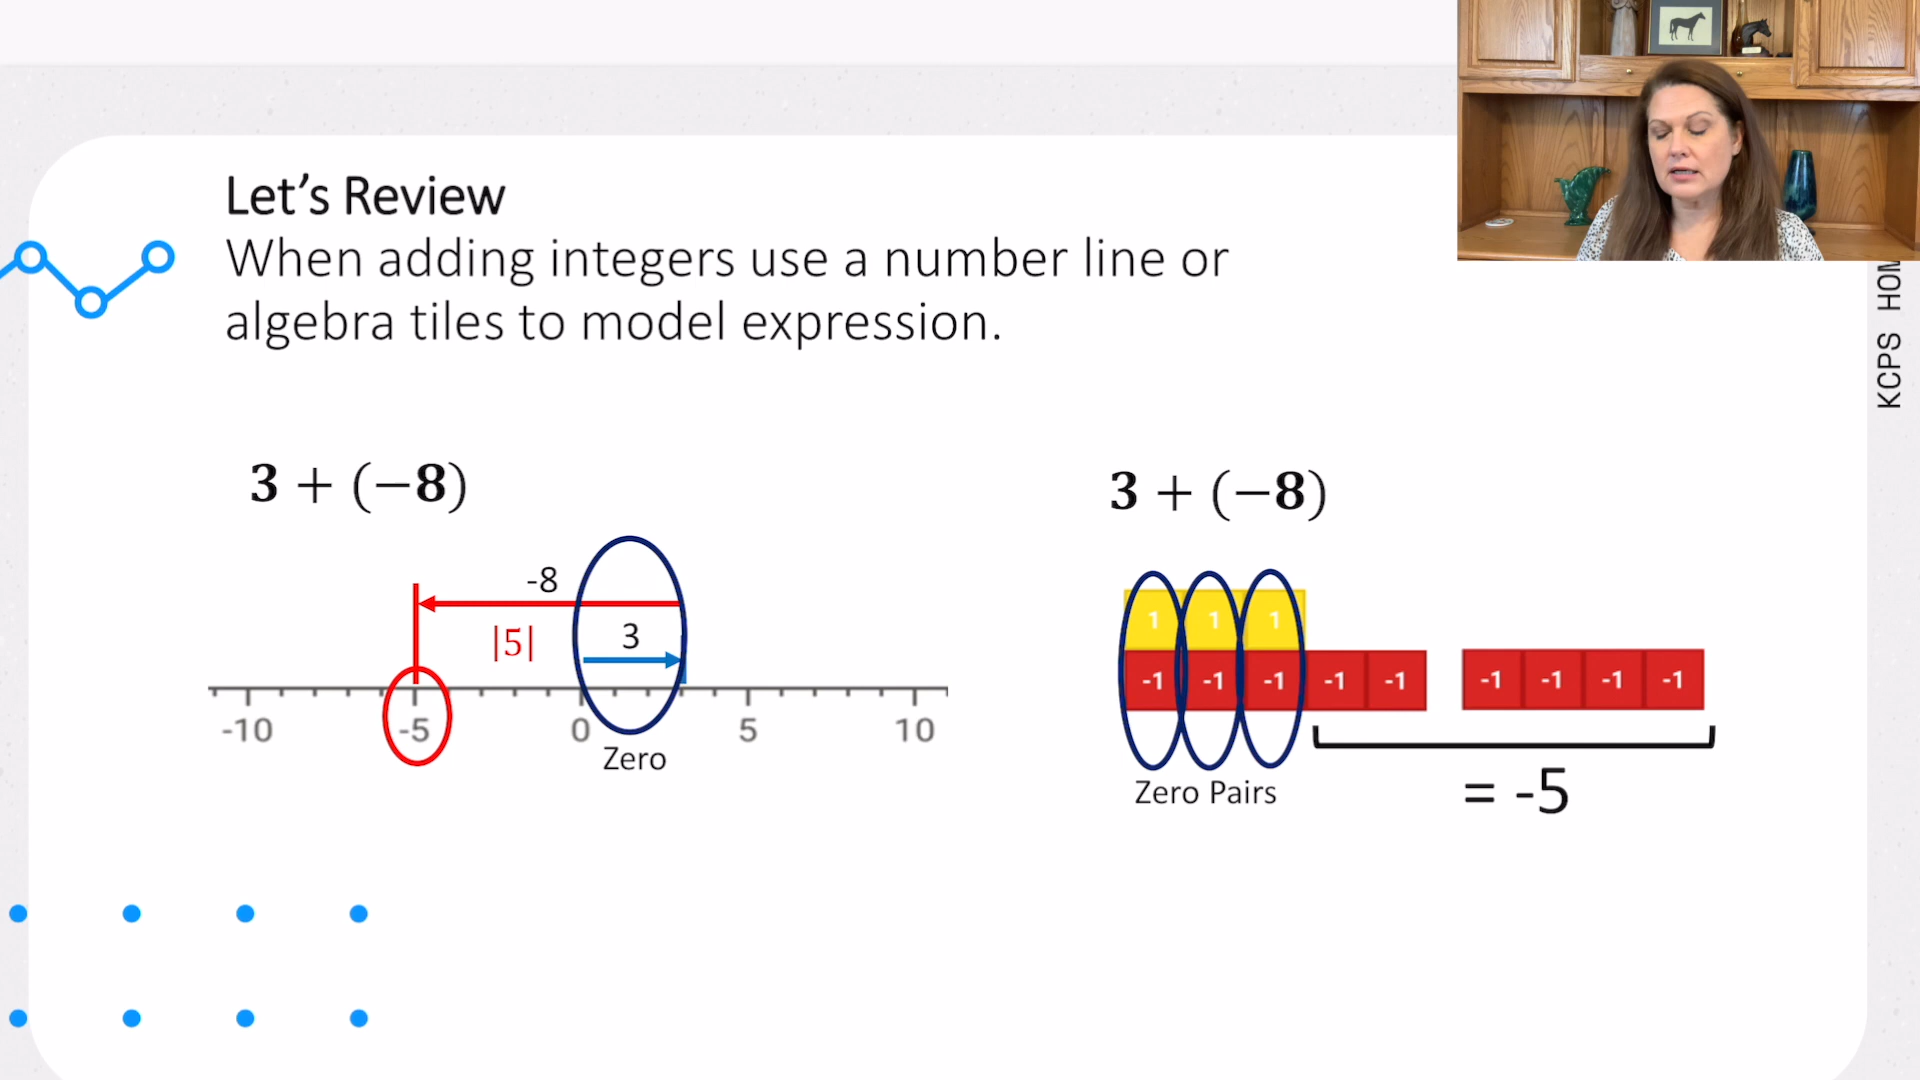 Let's Review
When adding integers use a number line or
algebra tiles to model expression.
3 + (−8)
-8
|5|
3
-10 -5 0 5 10
Zero
3 + (−8)
1 1 1
-1 -1 -1 -1 -1 -1 -1 -1 -1
Zero Pairs
= -5
KCPS